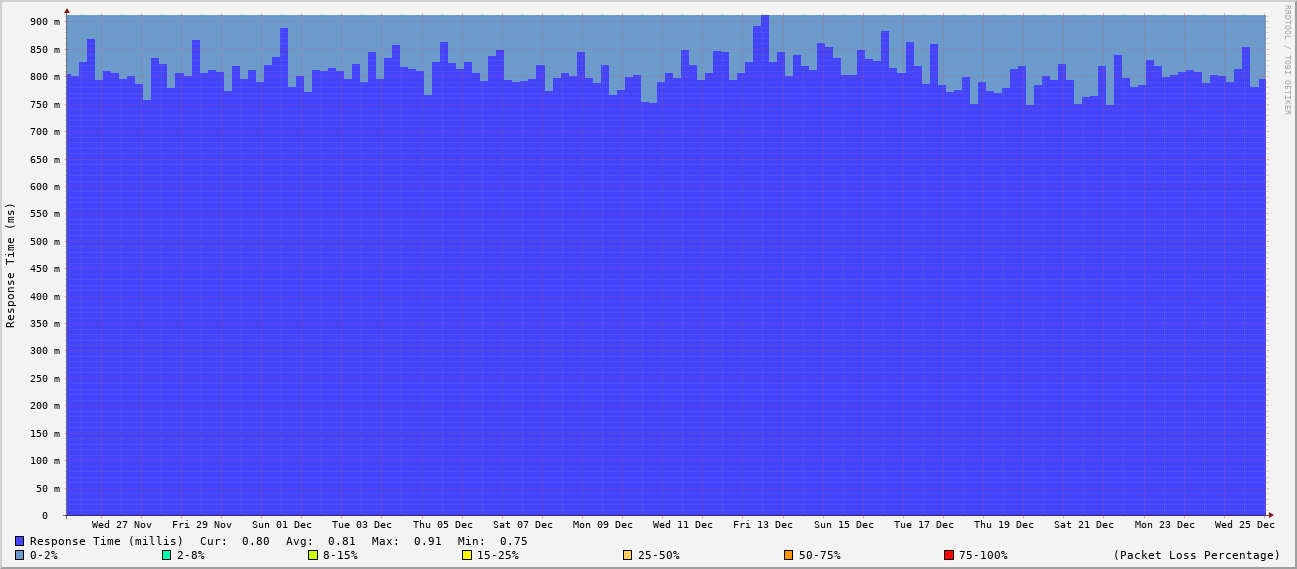 900 m
850 m
800 m
750 m
700 m
650 m
600 m
550 m
500 m
450 m
400 m
350 m
300 m
250 m
200 m
150 m
100 m
50 m
0
Response Time (ms)
RRDTOOL / TOBI OETIKER
Wed 27 Nov Fri 29 Nov Sun 01 Dec Tue 03 Dec Thu 05 Dec Sat 07 Dec Mon 09 Dec Wed 11 Dec Fri 13 Dec Sun 15 Dec Tue 17 Dec Thu 19 Dec Sat 21 Dec Mon 23 Dec Wed 25 Dec
Response Time (millis) Cur: 0.80 Avg: 0.81 Max: 0.91 Min: 0.75
0-2% 2-8% 8-15% 15-25% 25-50% 50-75% 75-100% (Packet Loss Percentage)